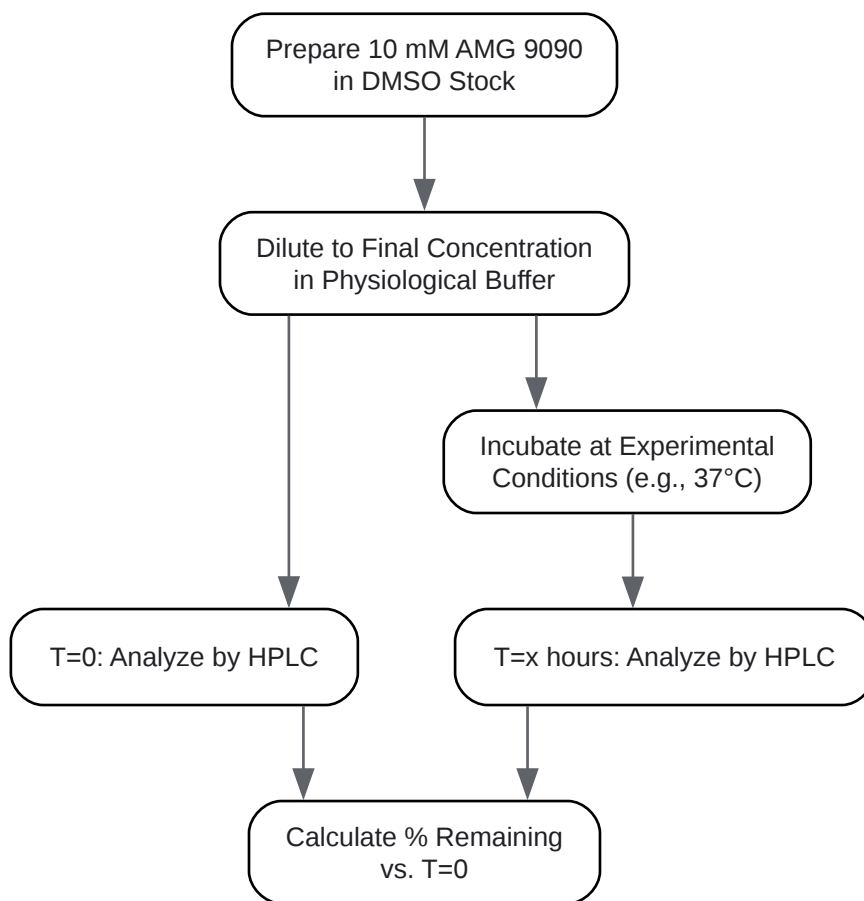 Prepare 10 mM AMG 9090
in DMSO Stock
Dilute to Final Concentration
in Physiological Buffer
Incubate at Experimental
Conditions (e.g., 37°C)
T=0: Analyze by HPLC
T=x hours: Analyze by HPLC
Calculate % Remaining
vs. T=0